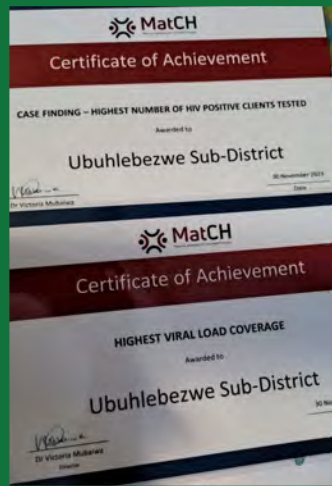 MatCH
Certificate of Achievement
CASE FINDING – HIGHEST NUMBER OF HIV POSITIVE CLIENTS TESTED
Awarded to
Ubuhlebezwe Sub-District
30 November
Dr Victoria Mubaiwa
Date
MatCH
Certificate of Achievement
HIGHEST VIRAL LOAD COVERAGE
Awarded to
Ubuhlebezwe Sub-District
Dr Victoria Mubaiwa
Director
30 No